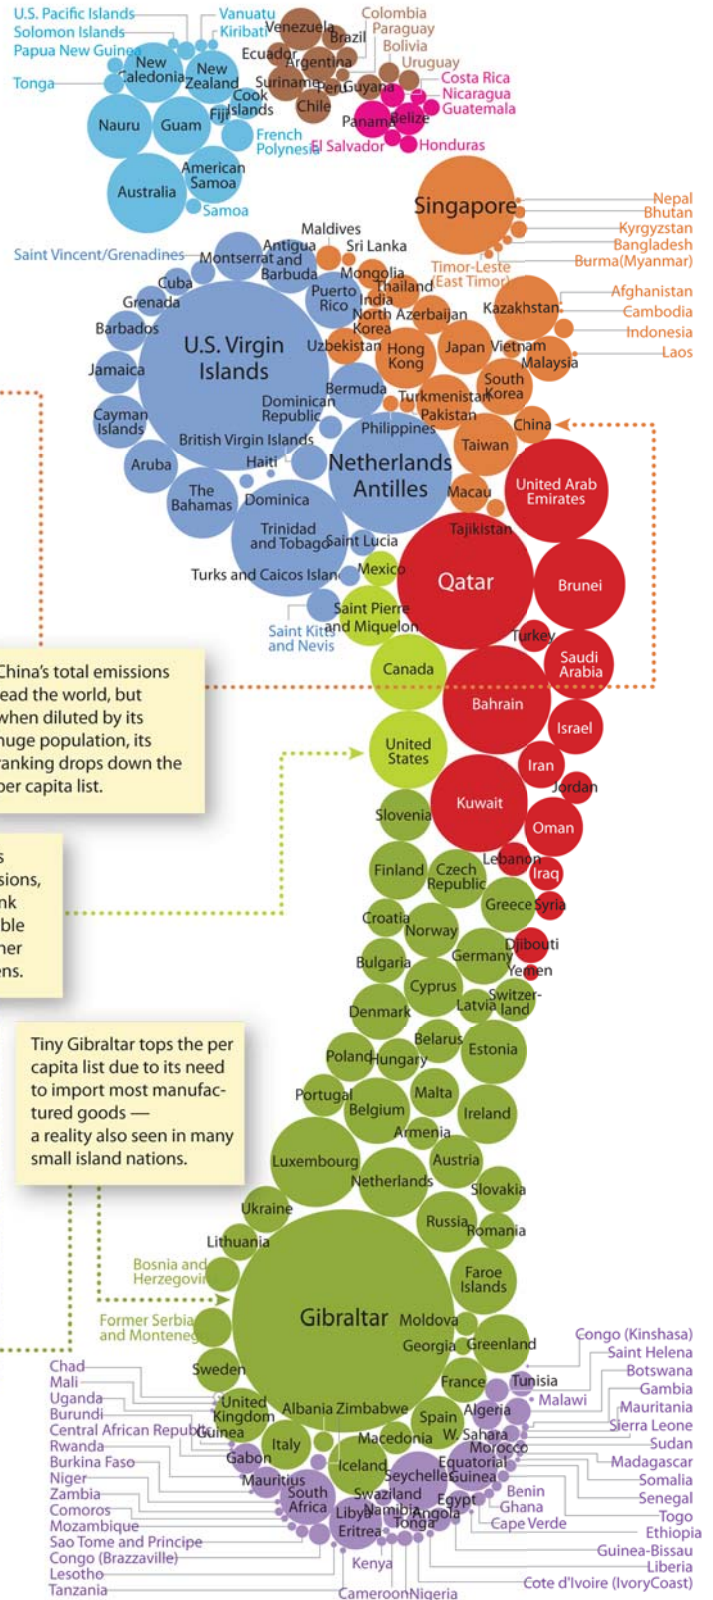 U.S. Pacific Islands
Solomon Islands
Papua New Guinea
Tonga
Vanuatu
Kiribati
New
Caledonia
New
Zealand
Cook
Islands
Fiji
Nauru
Guam
French
Polynesia
American
Samoa
Australia
Samoa
Venezuela
Brazil
Colombia
Paraguay
Bolivia
Uruguay
Ecuador
Argentina
Suriname
Peru
Guyana
Chile
Costa Rica
Nicaragua
Guatemala
Panama
Belize
El Salvador
Honduras
Singapore
Nepal
Bhutan
Kyrgyzstan
Bangladesh
Burma(Myanmar)
Timor-Leste
(East Timor)
Maldives
Sri Lanka
Mongolia
Thailand
India
North
Korea
Azerbaijan
Kazakhstan
Afghanistan
Cambodia
Indonesia
Laos
Uzbekistan
Hong
Kong
Japan
Vietnam
Malaysia
South
Korea
Turkmenistan
Pakistan
Philippines
China
Taiwan
Macau
Tajikistan
Saint Vincent/Grenadines
Montserrat
Antigua
and
Barbuda
Cuba
Grenada
Puerto
Rico
Barbados
U.S. Virgin
Islands
Jamaica
Bermuda
Cayman
Islands
Dominican
Republic
British Virgin Islands
Netherlands
Antilles
Aruba
Haiti
The
Bahamas
Dominica
Trinidad
and Tobago
Saint Lucia
Turks and Caicos Islan
Saint Kitts
and Nevis
Mexico
Saint Pierre
and Miquelon
Canada
United
States
United Arab
Emirates
Qatar
Brunei
Turkey
Saudi
Arabia
Bahrain
Israel
Iran
Jordan
Kuwait
Oman
Lebanon
Iraq
Syria
Djibouti
Yemen
China's total emissions
ead the world, but
when diluted by its
huge population, its
ranking drops down the
per capita list.
s
sions,
nk
ble
ner
ens.
Tiny Gibraltar tops the per
capita list due to its need
to import most manufac-
tured goods —
a reality also seen in many
small island nations.
Slovenia
Finland
Czech
Republic
Greece
Croatia
Norway
Bulgaria
Germany
Cyprus
Latvia
Switzer-
land
Denmark
Belarus
Poland
Hungary
Estonia
Portugal
Malta
Belgium
Ireland
Armenia
Luxembourg
Austria
Netherlands
Slovakia
Ukraine
Russia
Romania
Lithuania
Bosnia and
Herzegovin
Faroe
Islands
Gibraltar
Moldova
Former Serbia
and Monteneg
Georgia
Greenland
Sweden
France
United
Kingdom
Albania
Zimbabwe
Spain
Italy
Macedonia
Iceland
Congo (Kinshasa)
Saint Helena
Botswana
Gambia
Mauritania
Sierra Leone
Sudan
Madagascar
Somalia
Senegal
Togo
Ethiopia
Guinea-Bissau
Liberia
Cote d'Ivoire (IvoryCoast)
Tunisia
Malawi
Algeria
W. Sahara
Morocco
Equatorial
Guinea
Seychelles
Benin
Ghana
Cape Verde
Egypt
Angola
Swaziland
Namibia
Tonga
Libya
Eritrea
South
Africa
Mauritius
Gabon
Guinea
Chad
Mali
Uganda
Burundi
Central African Republic
Rwanda
Burkina Faso
Niger
Zambia
Comoros
Mozambique
Sao Tome and Principe
Congo (Brazzaville)
Lesotho
Tanzania
Kenya
Cameroon
Nigeria